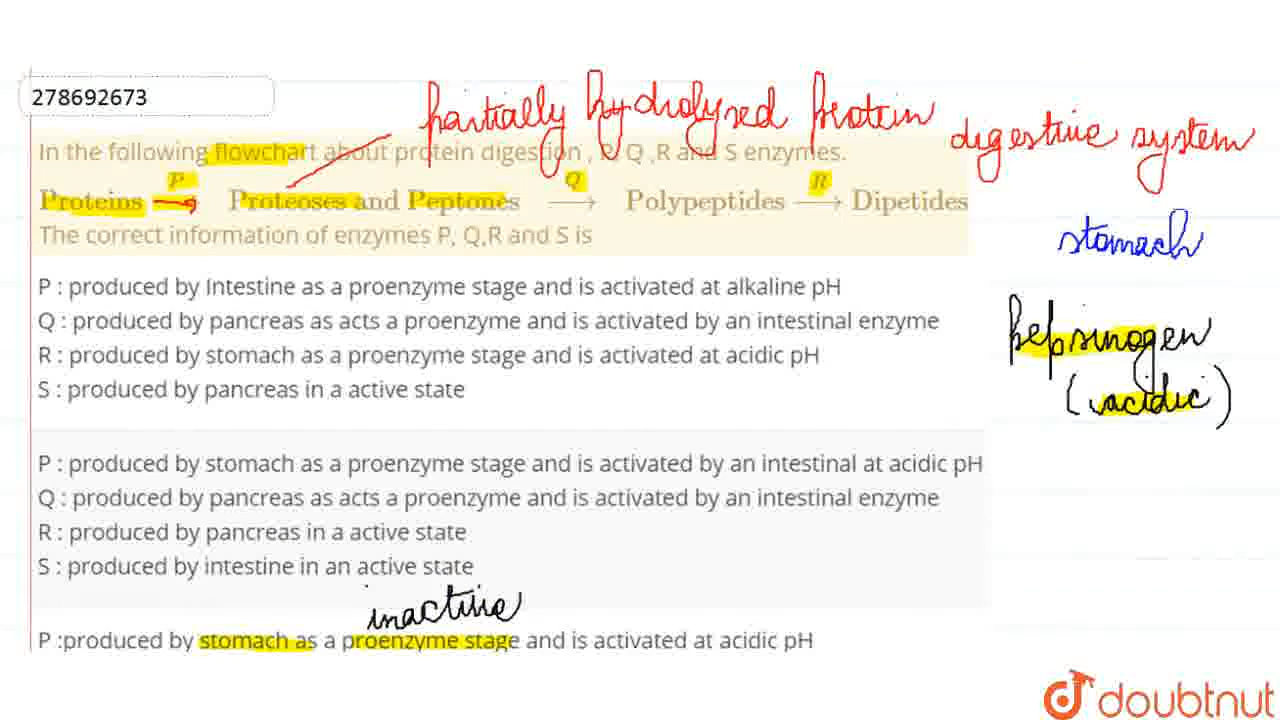 278692673
partially hydrolysed protein
digestive system
In the following flowchart about protein digestion , P, Q ,R and S enzymes.
P Q R
Proteins → Proteoses and Peptones → Polypeptides → Dipetides
The correct information of enzymes P, Q,R and S is
stomach
P : produced by Intestine as a proenzyme stage and is activated at alkaline pH
Q : produced by pancreas as acts a proenzyme and is activated by an intestinal enzyme
R : produced by stomach as a proenzyme stage and is activated at acidic pH
S : produced by pancreas in a active state
pepsinogen
(acidic)
P : produced by stomach as a proenzyme stage and is activated by an intestinal at acidic pH
Q : produced by pancreas as acts a proenzyme and is activated by an intestinal enzyme
R : produced by pancreas in a active state
S : produced by intestine in an active state
inactive
P :produced by stomach as a proenzyme stage and is activated at acidic pH
doubtnut